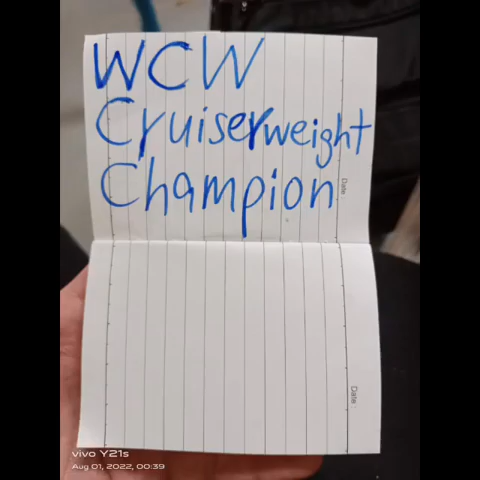 WCW
Cruiserweight
Champion
Date
Date :
vivo Y21s
Aug 01, 2022, 00:39